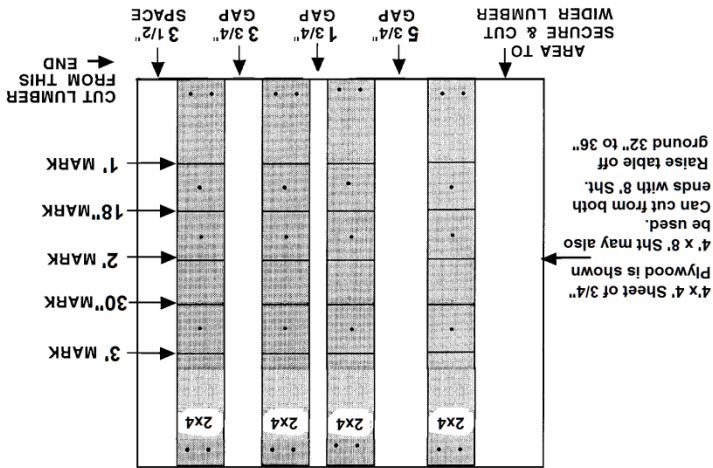 2x4
2x4
2x4
2x4
4'x 4' Sheet of 3/4"
Plywood is shown
4' x 8' Sht may also
be used.
Can cut from both
ends with 8' Sht.
Raise table off
ground 32" to 36"
3' MARK
30"MARK
2' MARK
18"MARK
1' MARK
CUT LUMBER
FROM THIS
END
AREA TO
SECURE & CUT
WIDER LUMBER
5 3/4"
GAP
1 3/4"
GAP
3 3/4"
GAP
3 1/2"
SPACE